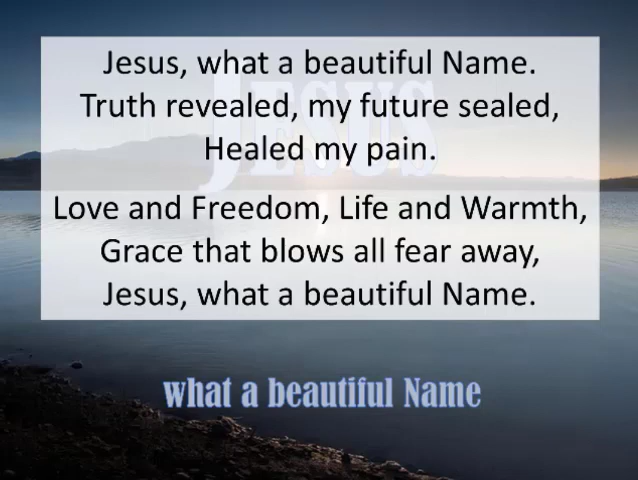 JESUS
Jesus, what a beautiful Name.
Truth revealed, my future sealed,
Healed my pain.
Love and Freedom, Life and Warmth,
Grace that blows all fear away,
Jesus, what a beautiful Name.
what a beautiful Name